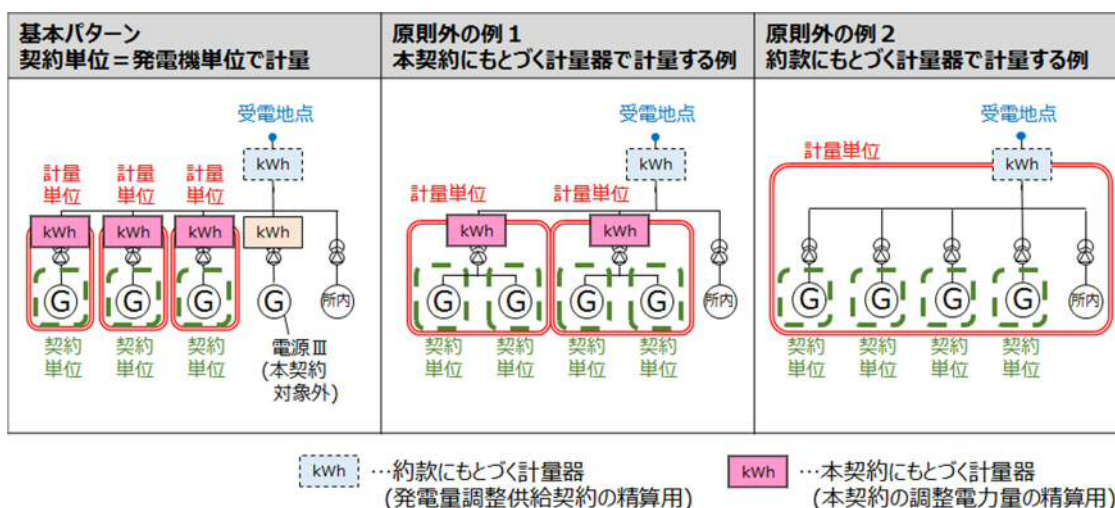 基本パターン
契約単位＝発電機単位で計量
受電地点
kWh
計量
単位
計量
単位
計量
単位
kWh
kWh
kWh
kWh
G
G
G
G
所内
契約
単位
契約
単位
契約
単位
電源Ⅲ
(本契約
対象外)
原則外の例１
本契約にもとづく計量器で計量する例
受電地点
kWh
計量単位
計量単位
kWh
kWh
G
G
G
G
所内
契約
単位
契約
単位
契約
単位
契約
単位
原則外の例２
約款にもとづく計量器で計量する例
受電地点
計量単位
kWh
G
G
G
G
所内
契約
単位
契約
単位
契約
単位
契約
単位
kWh …約款にもとづく計量器
(発電量調整供給契約の精算用)
kWh …本契約にもとづく計量器
(本契約の調整電力量の精算用)